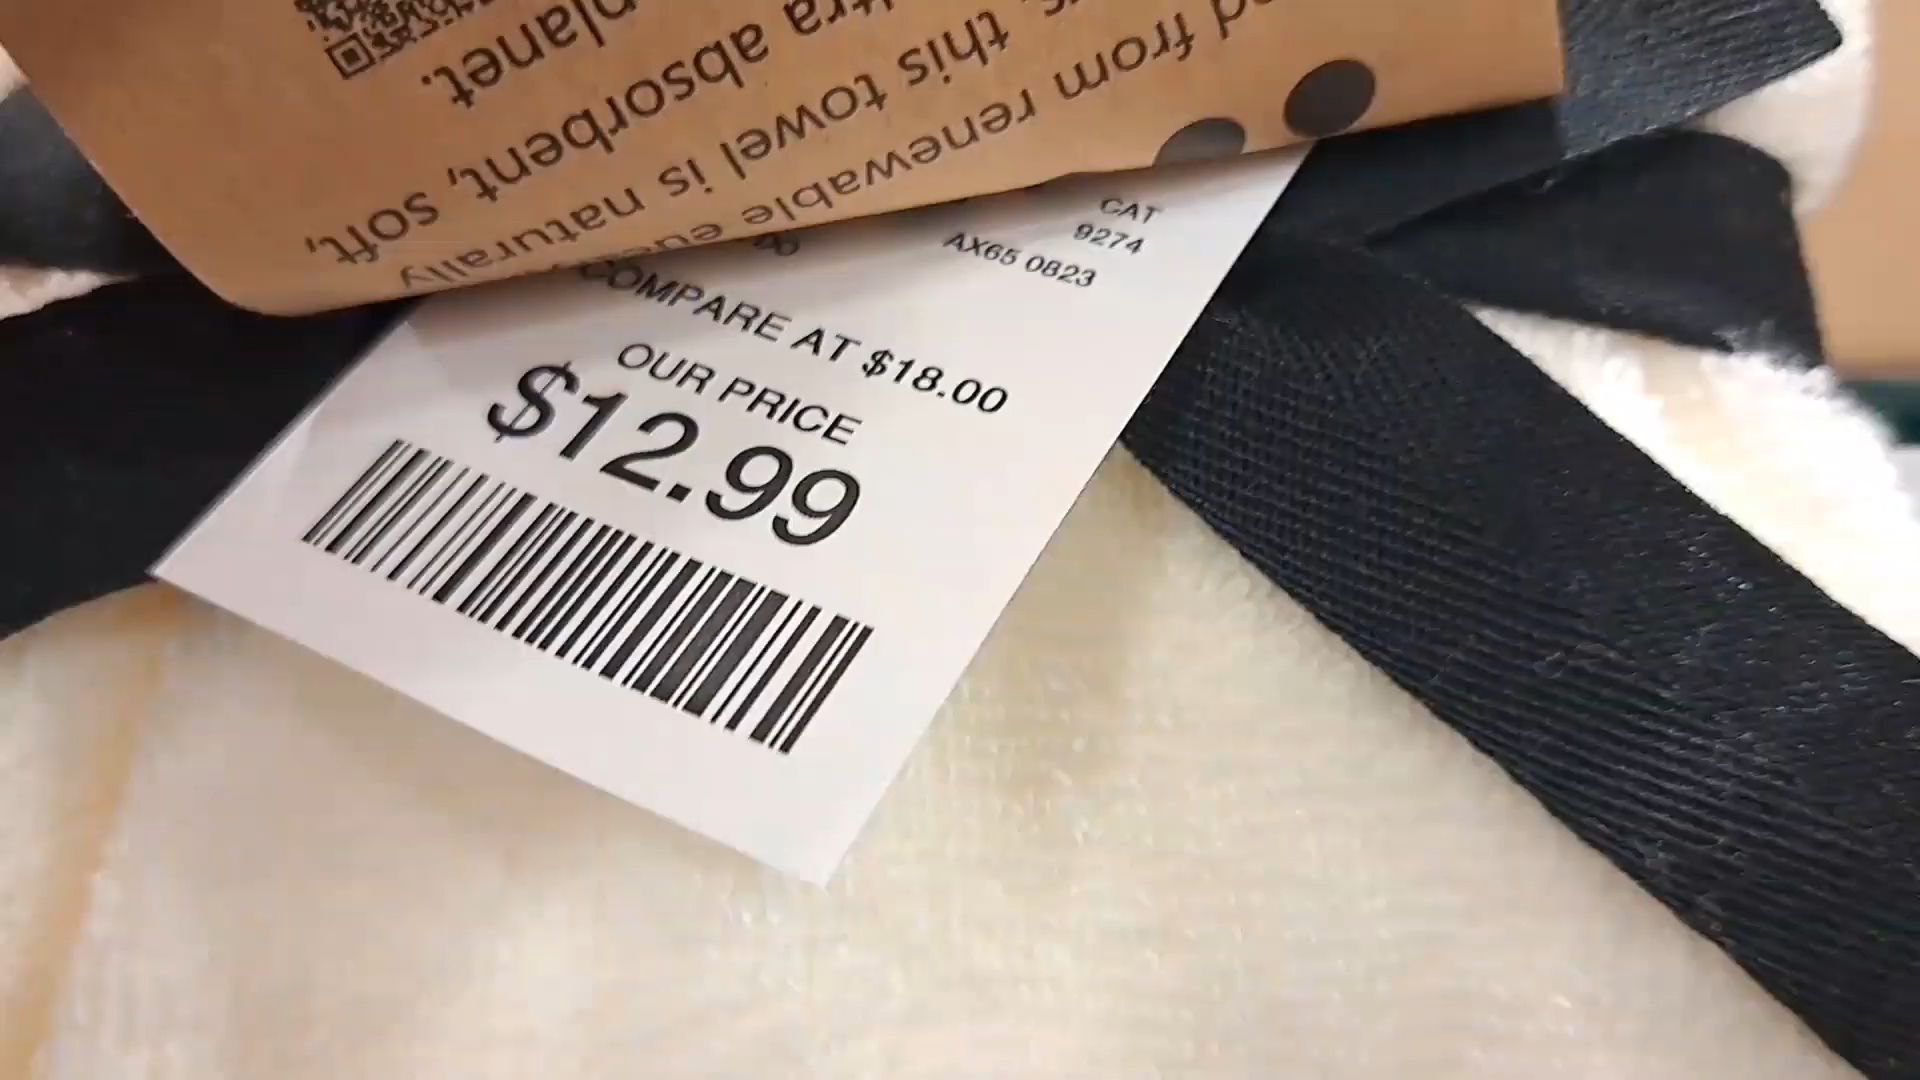 ed from renewable
s, this towel is naturally
tra absorbent, soft,
planet.
CAT
9274
AX65 0823
COMPARE AT $18.00
OUR PRICE
$12.99